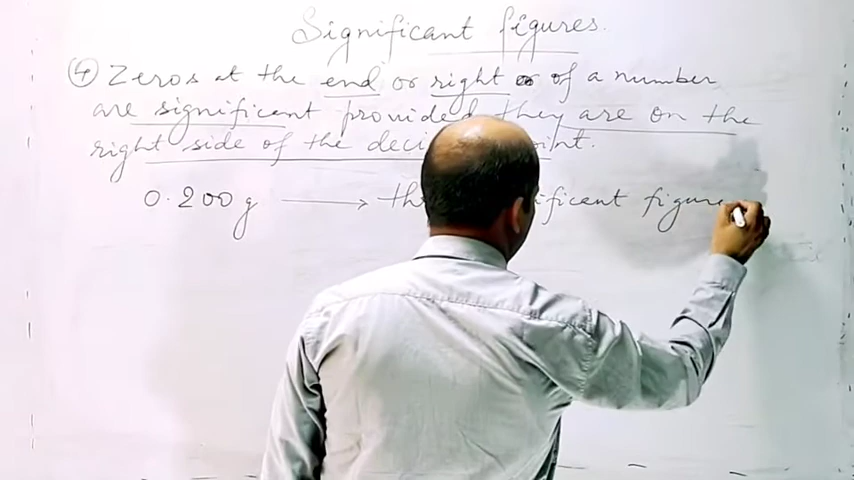 Significant figures.
④ Zeros at the end or right of a number
are significant provided they are on the
right side of the deci oint.
0.200 g → th ificant figure